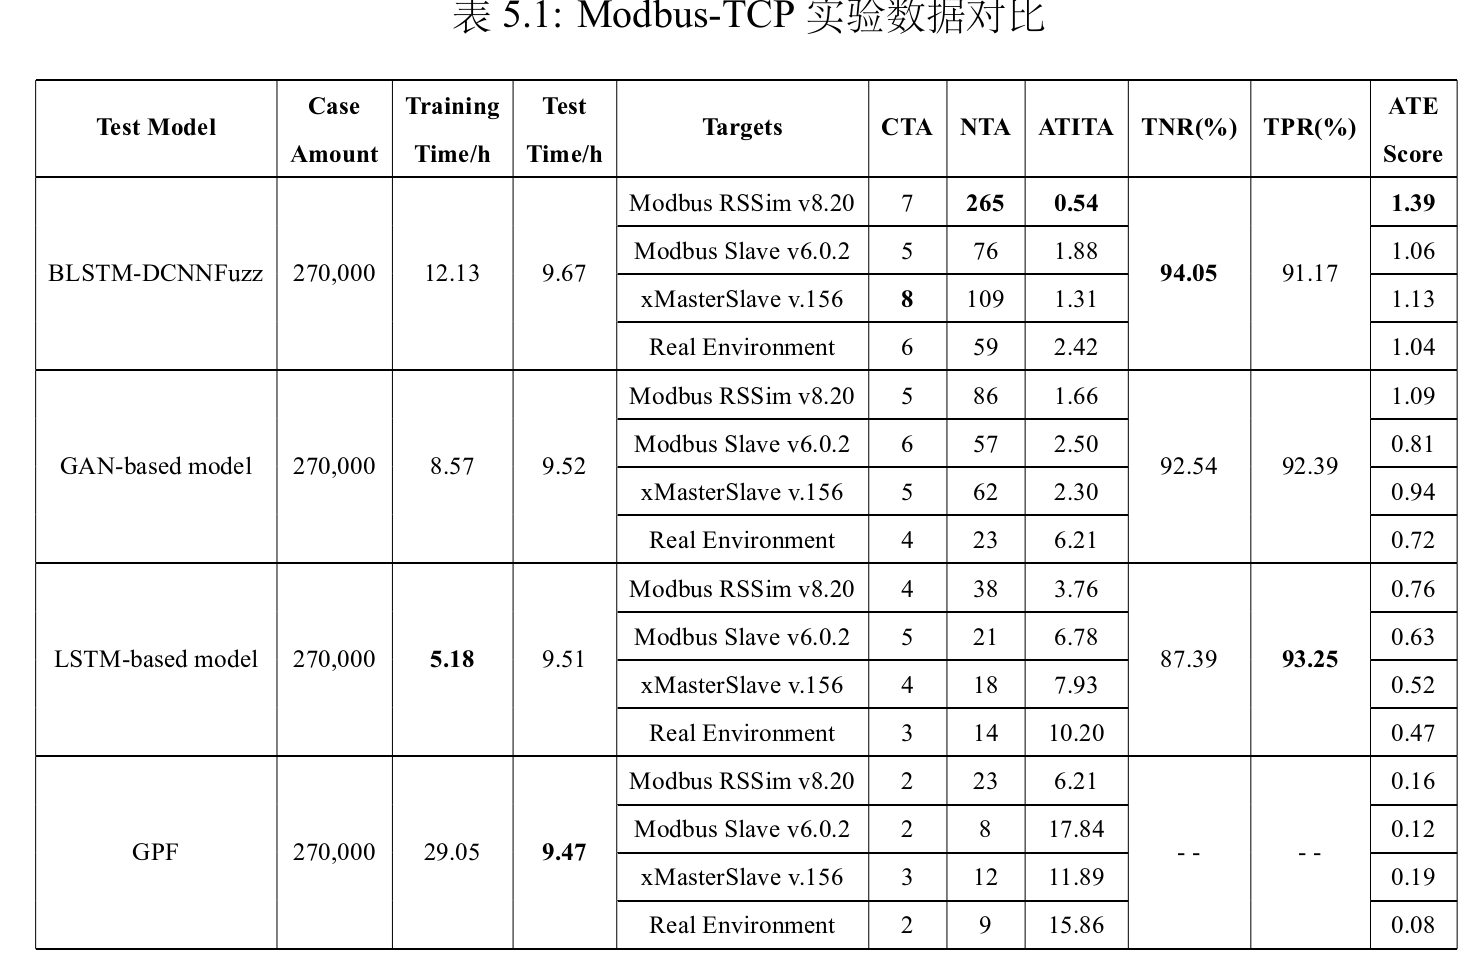 表 5.1: Modbus-TCP 实验数据对比
Test Model Case Amount Training Time/h Test Time/h Targets CTA NTA ATITA TNR(%) TPR(%) ATE Score
BLSTM-DCNNFuzz 270,000 12.13 9.67 Modbus RSSim v8.20 7 265 0.54 94.05 91.17 1.39
Modbus Slave v6.0.2 5 76 1.88 1.06
xMasterSlave v.156 8 109 1.31 1.13
Real Environment 6 59 2.42 1.04
GAN-based model 270,000 8.57 9.52 Modbus RSSim v8.20 5 86 1.66 92.54 92.39 1.09
Modbus Slave v6.0.2 6 57 2.50 0.81
xMasterSlave v.156 5 62 2.30 0.94
Real Environment 4 23 6.21 0.72
LSTM-based model 270,000 5.18 9.51 Modbus RSSim v8.20 4 38 3.76 87.39 93.25 0.76
Modbus Slave v6.0.2 5 21 6.78 0.63
xMasterSlave v.156 4 18 7.93 0.52
Real Environment 3 14 10.20 0.47
GPF 270,000 29.05 9.47 Modbus RSSim v8.20 2 23 6.21 - - - - 0.16
Modbus Slave v6.0.2 2 8 17.84 0.12
xMasterSlave v.156 3 12 11.89 0.19
Real Environment 2 9 15.86 0.08